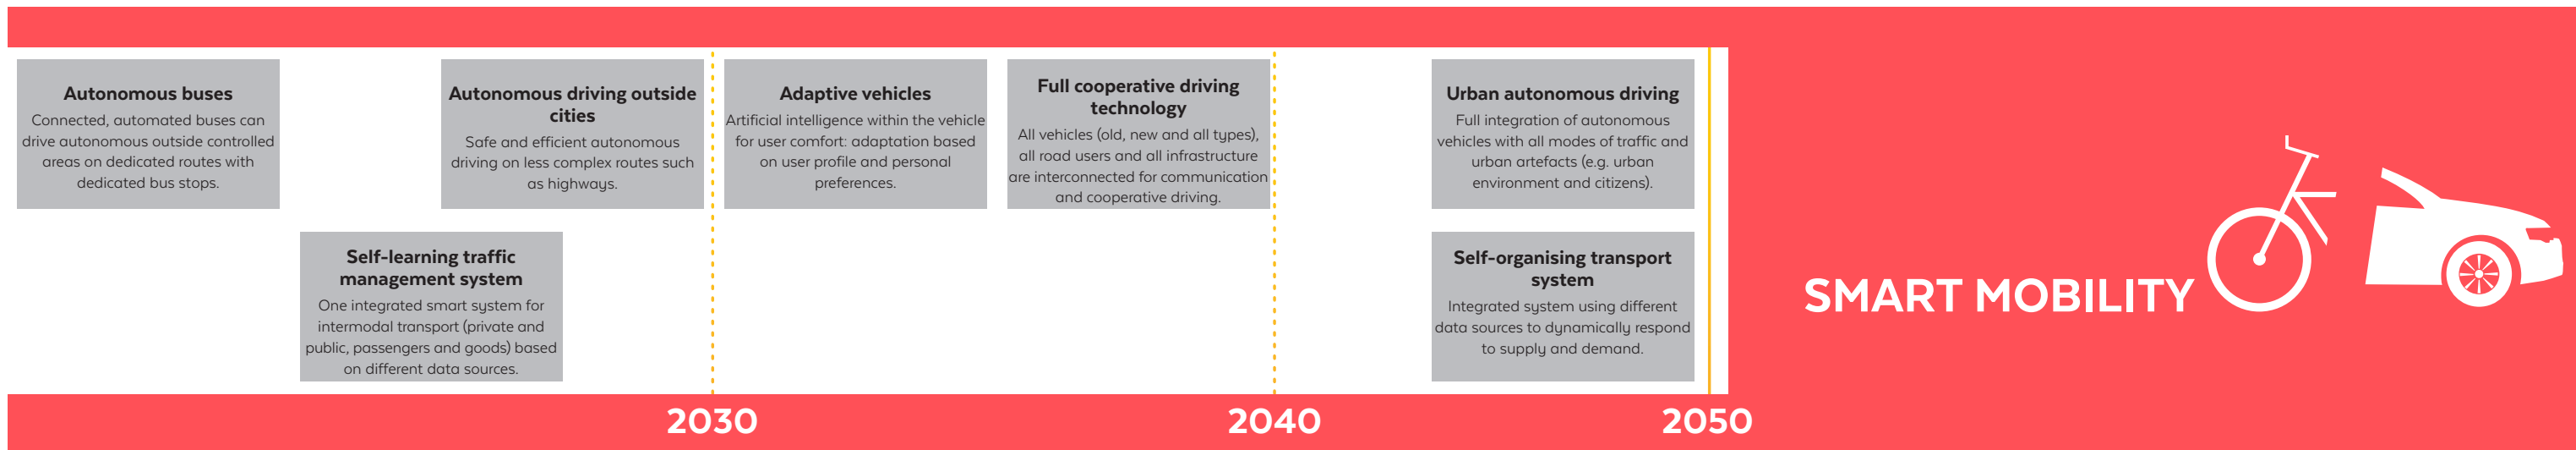 Autonomous buses
Connected, automated buses can
drive autonomous outside controlled
areas on dedicated routes with
dedicated bus stops.
Self-learning traffic
management system
One integrated smart system for
intermodal transport (private and
public, passengers and goods) based
on different data sources.
Autonomous driving outside
cities
Safe and efficient autonomous
driving on less complex routes such
as highways.
Adaptive vehicles
Artificial intelligence within the vehicle
for user comfort: adaptation based
on user profile and personal
preferences.
Full cooperative driving
technology
All vehicles (old, new and all types),
all road users and all infrastructure
are interconnected for communication
and cooperative driving.
Urban autonomous driving
Full integration of autonomous
vehicles with all modes of traffic and
urban artefacts (e.g. urban
environment and citizens).
Self-organising transport
system
Integrated system using different
data sources to dynamically respond
to supply and demand.
2030
2040
2050
SMART MOBILITY